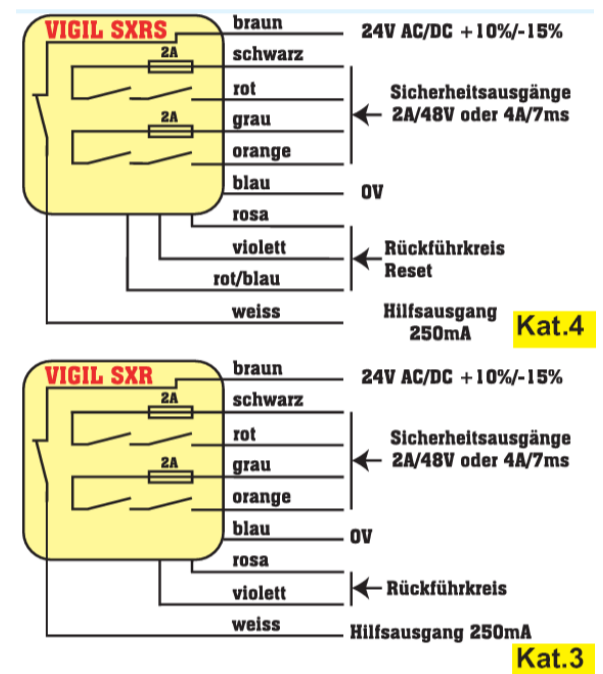 VIGIL SXRS
braun
24V AC/DC +10%/-15%
2A
schwarz
rot
Sicherheitsausgänge
2A/48V oder 4A/7ms
2A
grau
orange
blau
0V
rosa
violett
Rückführkreis
Reset
rot/blau
weiss
Hilfsausgang
250mA
Kat.4
VIGIL SXR
braun
24V AC/DC +10%/-15%
2A
schwarz
rot
Sicherheitsausgänge
2A/48V oder 4A/7ms
2A
grau
orange
blau
0V
rosa
violett
Rückführkreis
weiss
Hilfsausgang 250mA
Kat.3